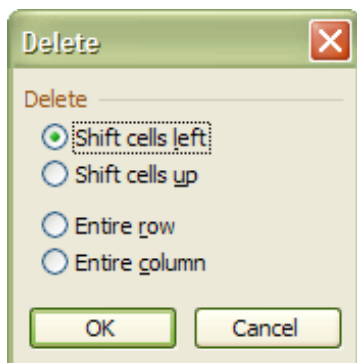 Delete
Delete
Shift cells left
Shift cells up
Entire row
Entire column
OK Cancel